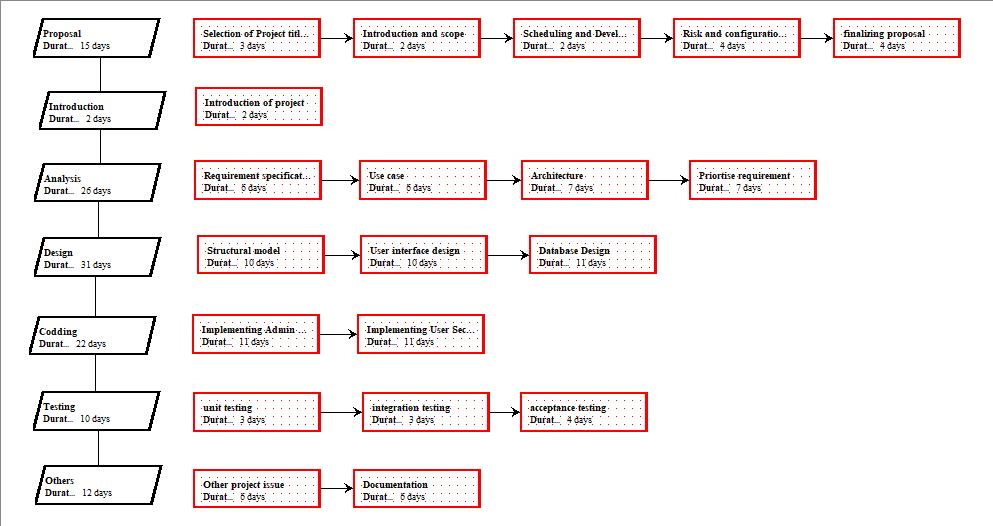 Proposal
Durat... 15 days
Selection of Project titl...
Durat... 3 days
Introduction and scope
Durat... 2 days
Scheduling and Devel...
Durat... 2 days
Risk and configuratio...
Durat... 4 days
finalizing proposal
Durat... 4 days
Introduction
Durat... 2 days
Introduction of project
Durat... 2 days
Analysis
Durat... 26 days
Requirement specificat...
Durat... 6 days
Use case
Durat... 6 days
Architecture
Durat... 7 days
Priortise requirement
Durat... 7 days
Design
Durat... 31 days
Structural model
Durat... 10 days
User interface design
Durat... 10 days
Database Design
Durat... 11 days
Codding
Durat... 22 days
Implementing Admin ...
Durat... 11 days
Implementing User Sec...
Durat... 11 days
Testing
Durat... 10 days
unit testing
Durat... 3 days
integration testing
Durat... 3 days
acceptance testing
Durat... 4 days
Others
Durat... 12 days
Other project issue
Durat... 6 days
Documentation
Durat... 6 days